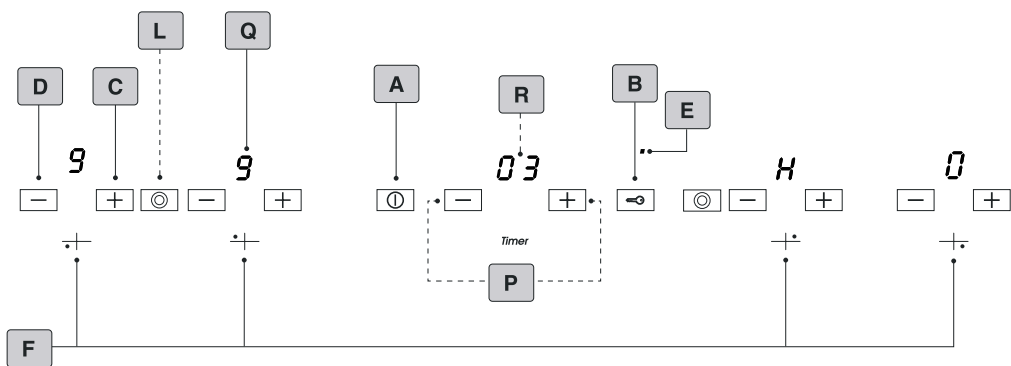 L Q
D C A R B E
9 9 03 H 0
− + − + − + − + − +
Timer
P
F